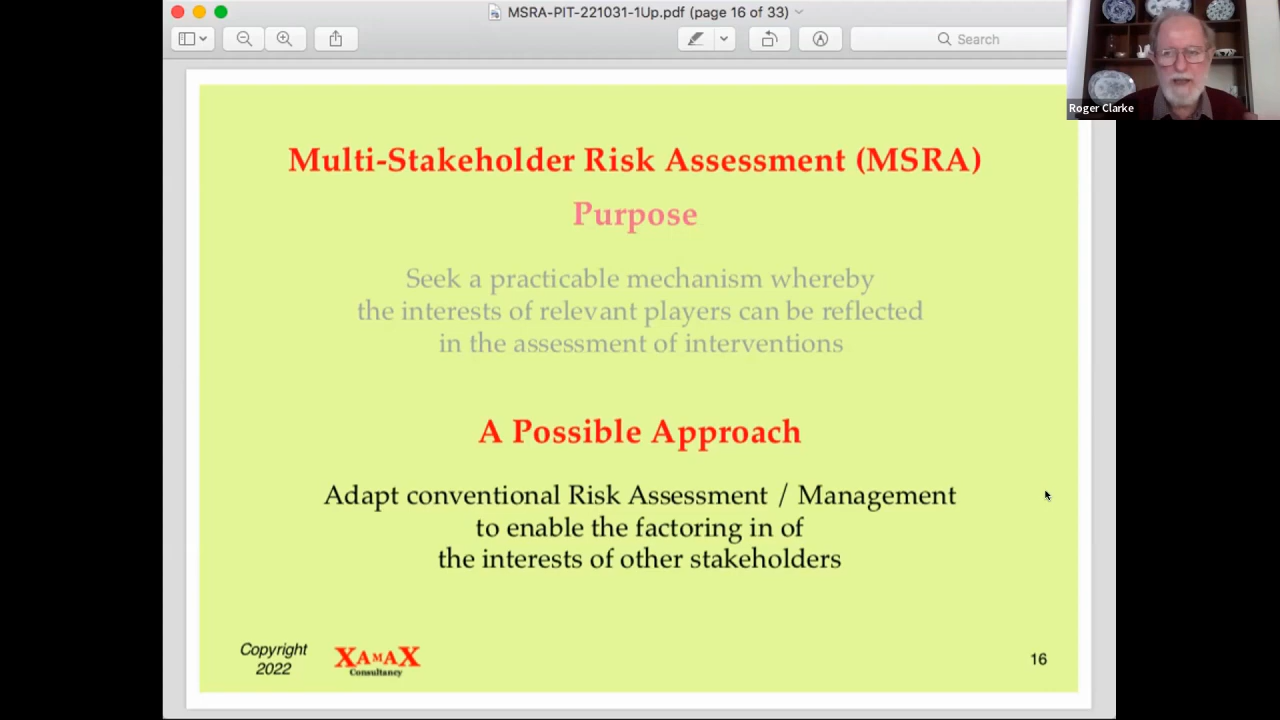 MSRA-PIT-221031-1Up.pdf (page 16 of 33)
Search
Roger Clarke
Multi-Stakeholder Risk Assessment (MSRA)
Purpose
Seek a practicable mechanism whereby
the interests of relevant players can be reflected
in the assessment of interventions
A Possible Approach
Adapt conventional Risk Assessment / Management
to enable the factoring in of
the interests of other stakeholders
Copyright
2022
XAMAX
Consultancy
16